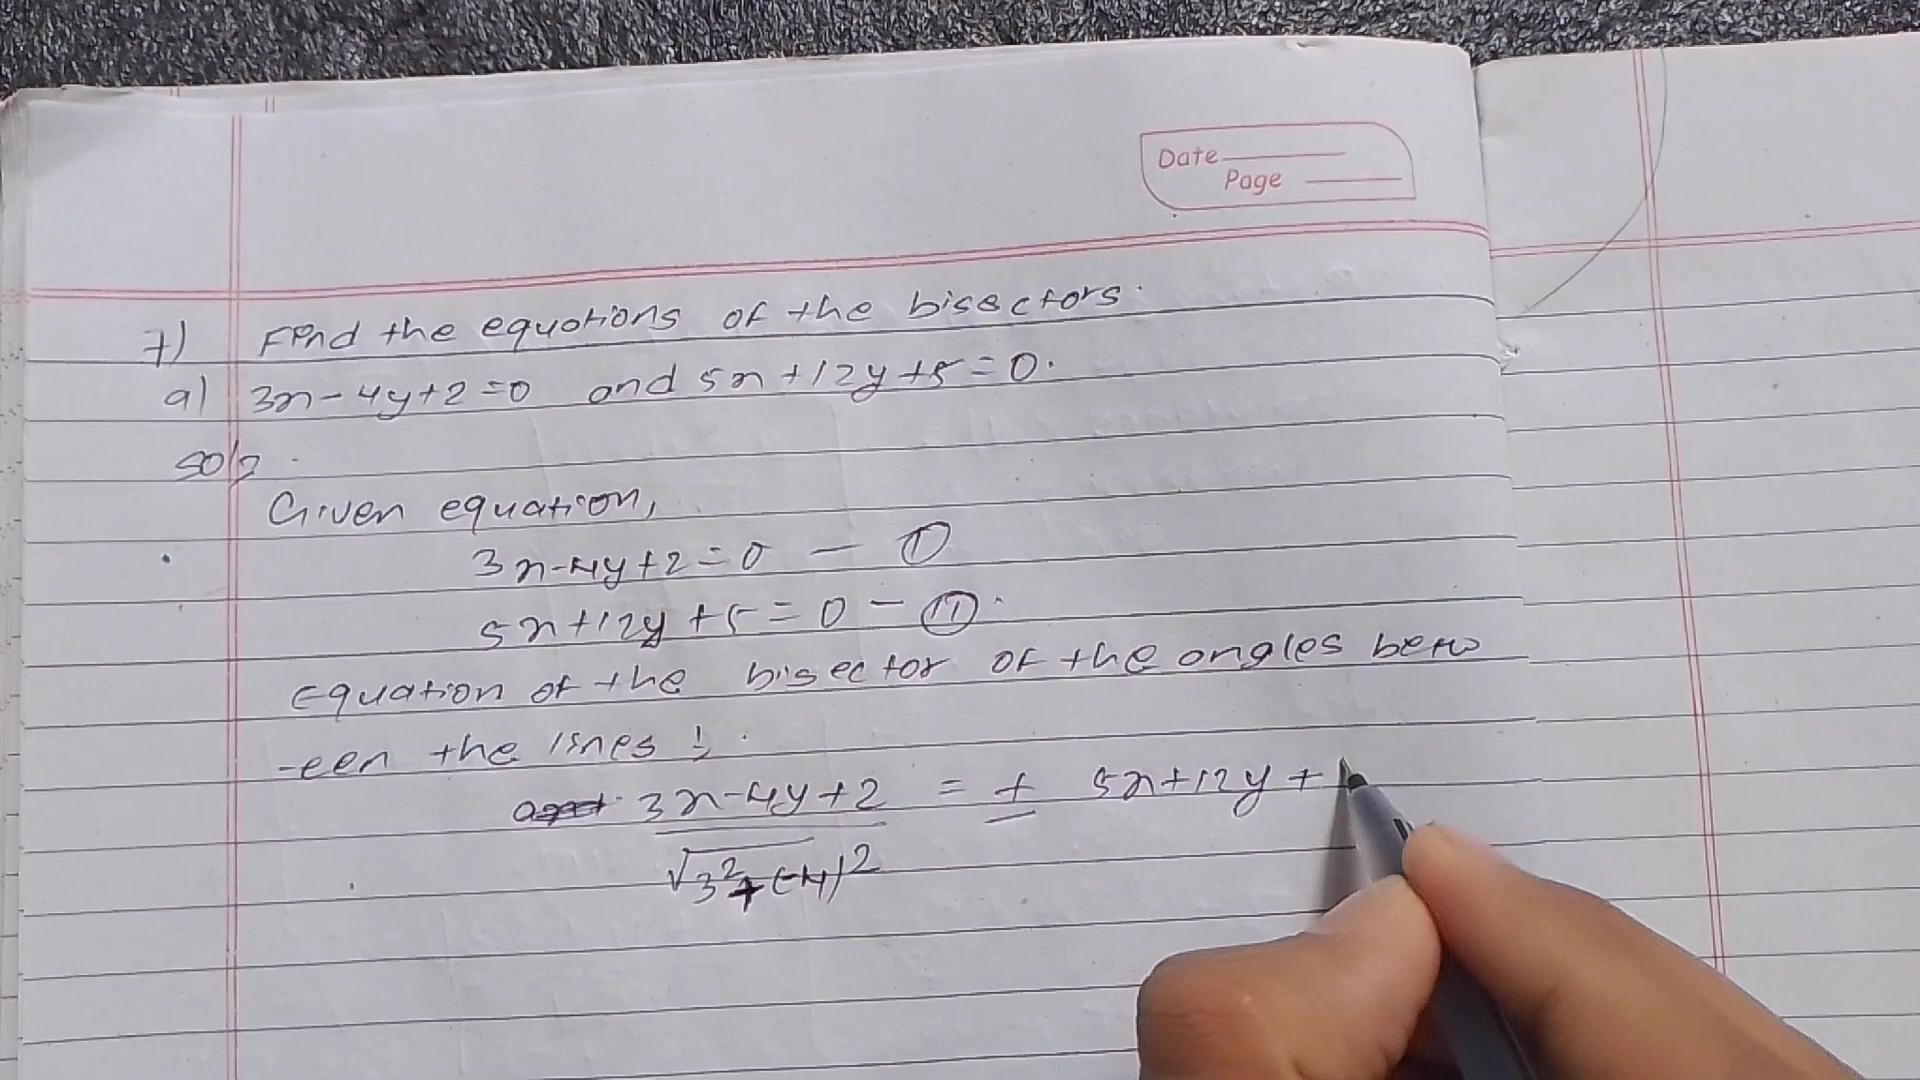 Date
Page
7) Find the equations of the bisectors.
a) 3x-4y+2=0 and 5x+12y+5=0.
Sol?
Given equation,
3x-4y+2=0 - (I)
5x+12y+5=0 - (II).
Equation of the bisector of the angles betw
-een the lines
3x-4y+2 = ± 5x+12y+
√3²+(-4)²